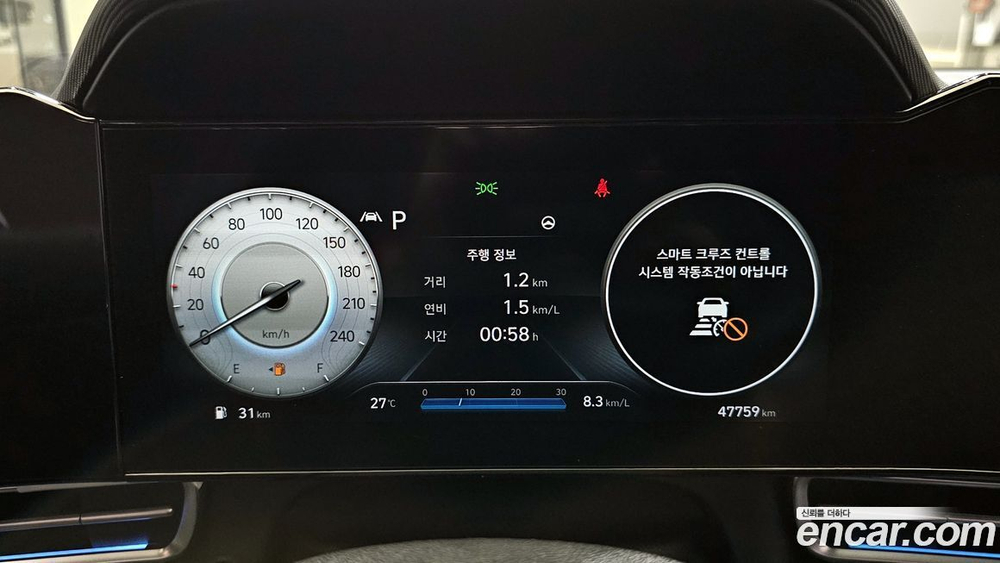 0
20
40
60
80
100
120
150
180
210
240
km/h
E
F
31 km
P
주행 정보
거리 1.2 km
연비 1.5 km/L
시간 00:58 h
27℃
0 10 20 30
8.3 km/L
스마트 크루즈 컨트롤
시스템 작동조건이 아닙니다
47759 km
신뢰를 더하다
encar.com